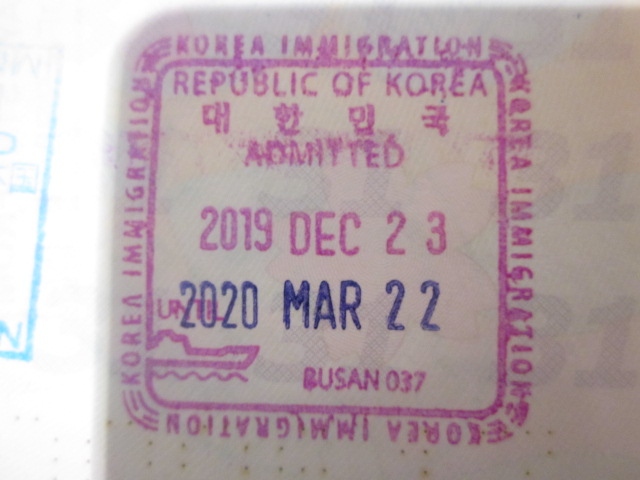 KOREA IMMIGRATION
REPUBLIC OF KOREA
대 한 민 국
ADMITTED
2019 DEC 23
UNTIL
2020 MAR 22
BUSAN 037
KOREA IMMIGRATION
KOREA IMMIGRATION
KOREA IMMIGRATION